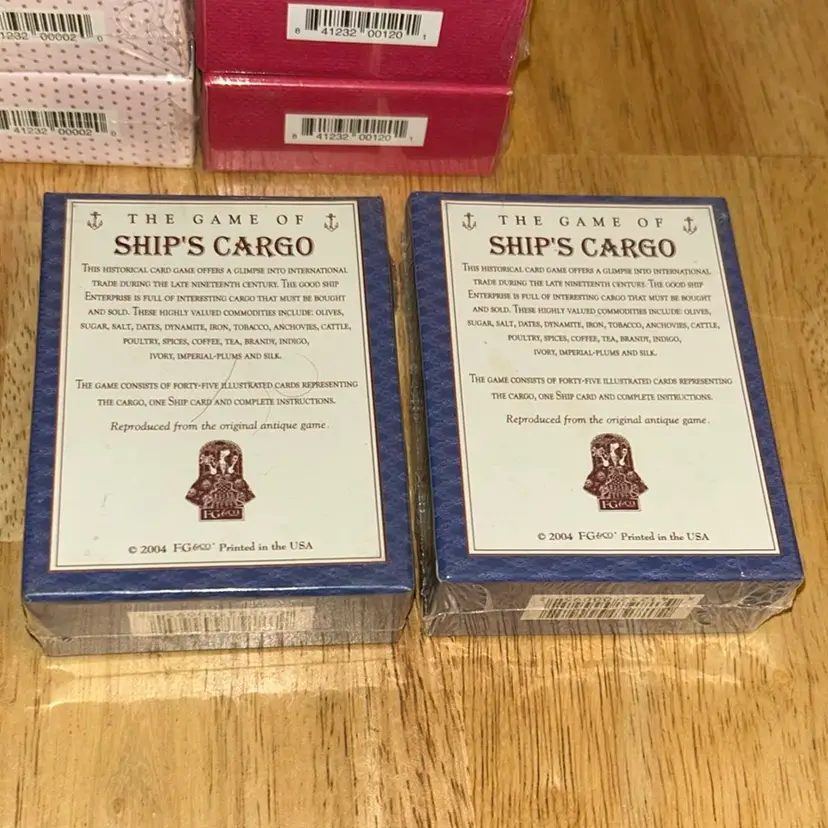 41232 00002 0
6 41232 00120 1
41232 00002 0
6 41232 00120 1
THE GAME OF
SHIP'S CARGO
THIS HISTORICAL CARD GAME OFFERS A GLIMPSE INTO INTERNATIONAL
TRADE DURING THE LATE NINETEENTH CENTURY. THE GOOD SHIP
ENTERPRISE IS FULL OF INTERESTING CARGO THAT MUST BE BOUGHT
AND SOLD. THESE HIGHLY VALUED COMMODITIES INCLUDE: OLIVES,
SUGAR, SALT, DATES, DYNAMITE, IRON, TOBACCO, ANCHOVIES, CATTLE,
POULTRY, SPICES, COFFEE, TEA, BRANDY, INDIGO,
IVORY, IMPERIAL-PLUMS AND SILK.
THE GAME CONSISTS OF FORTY-FIVE ILLUSTRATED CARDS REPRESENTING
THE CARGO, ONE SHIP CARD AND COMPLETE INSTRUCTIONS.
Reproduced from the original antique game.
FG&CO
© 2004 FG&CO® Printed in the USA
THE GAME OF
SHIP'S CARGO
THIS HISTORICAL CARD GAME OFFERS A GLIMPSE INTO INTERNATIONAL
TRADE DURING THE LATE NINETEENTH CENTURY. THE GOOD SHIP
ENTERPRISE IS FULL OF INTERESTING CARGO THAT MUST BE BOUGHT
AND SOLD. THESE HIGHLY VALUED COMMODITIES INCLUDE: OLIVES,
SUGAR, SALT, DATES, DYNAMITE, IRON, TOBACCO, ANCHOVIES, CATTLE,
POULTRY, SPICES, COFFEE, TEA, BRANDY, INDIGO,
IVORY, IMPERIAL-PLUMS AND SILK.
THE GAME CONSISTS OF FORTY-FIVE ILLUSTRATED CARDS REPRESENTING
THE CARGO, ONE SHIP CARD AND COMPLETE INSTRUCTIONS.
Reproduced from the original antique game.
FG&CO
© 2004 FG&CO® Printed in the USA